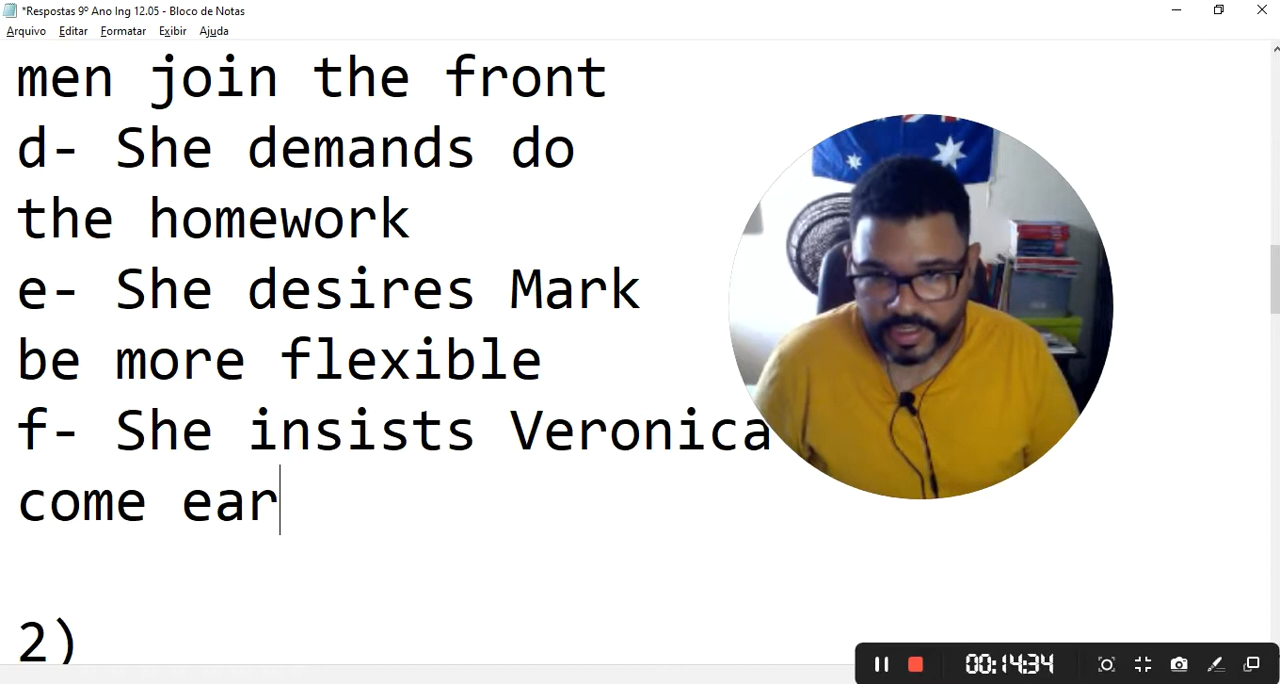 *Respostas 9º Ano Ing 12.05 - Bloco de Notas
Arquivo Editar Formatar Exibir Ajuda
men join the front
d- She demands do
the homework
e- She desires Mark
be more flexible
f- She insists Veronica
come ear
2)
00:14:34